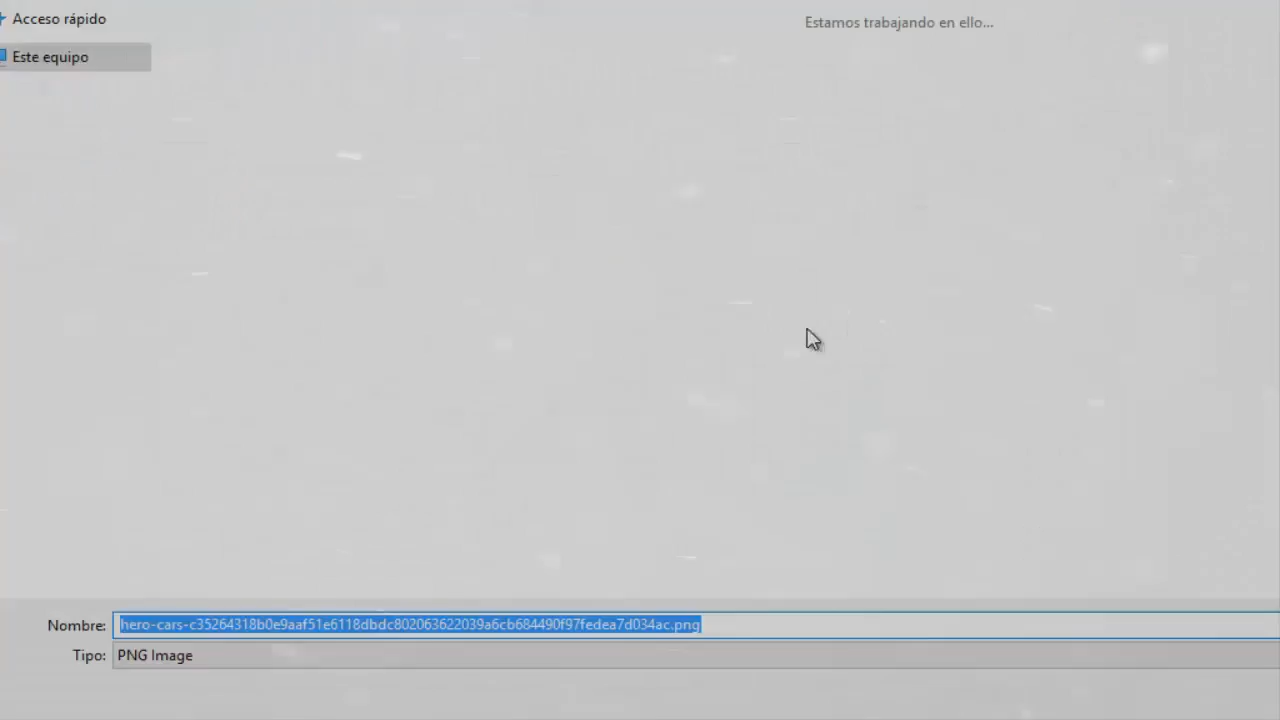 Acceso rápido
Estamos trabajando en ello...
Este equipo
Nombre: hero-cars-c35264318b0e9aaf51e6118dbdc802063622039a6cb684490f97fedea7d034ac.png
Tipo: PNG Image